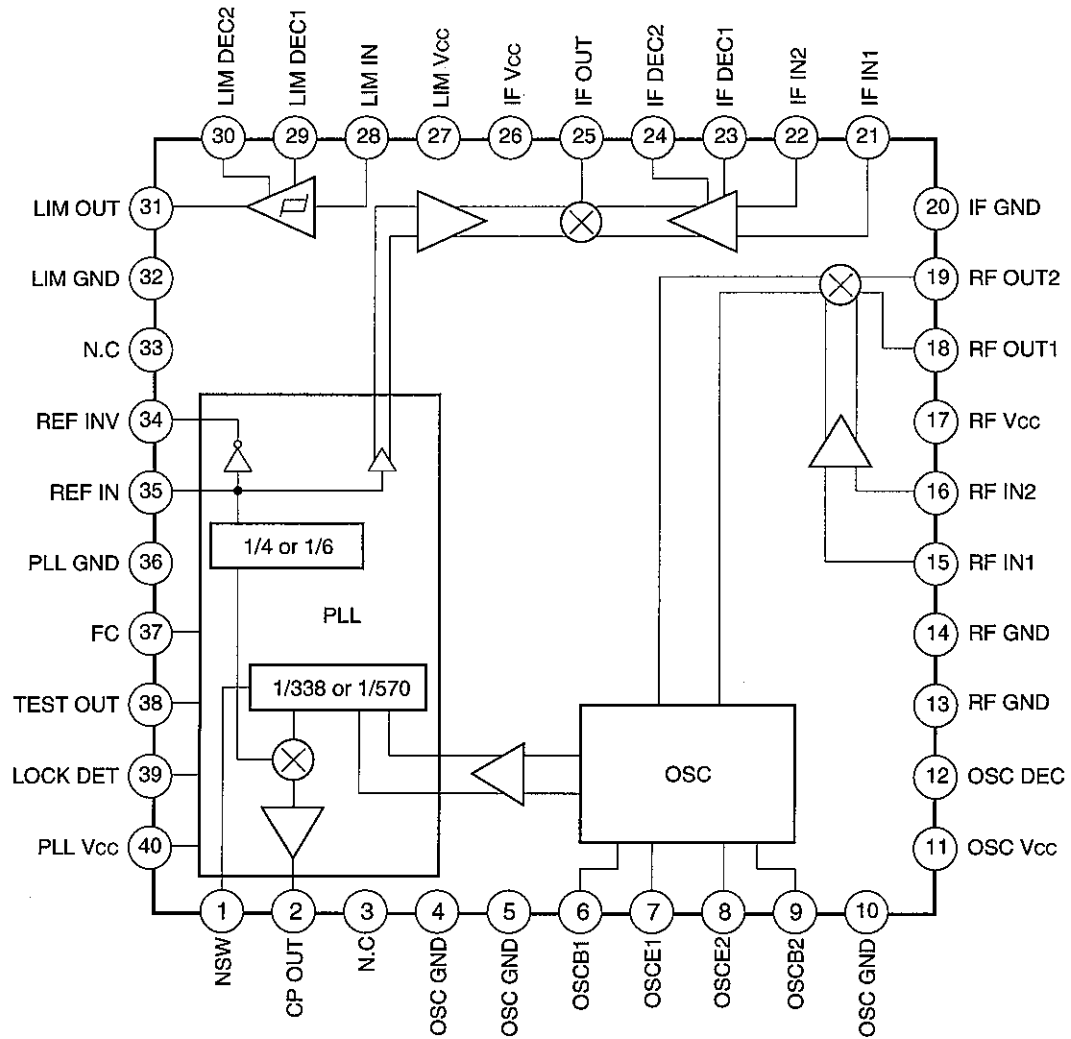 LIM DEC2
LIM DEC1
LIM IN
LIM Vcc
IF Vcc
IF OUT
IF DEC2
IF DEC1
IF IN2
IF IN1
30
29
28
27
26
25
24
23
22
21
LIM OUT 31
20 IF GND
LIM GND 32
19 RF OUT2
N.C 33
18 RF OUT1
REF INV 34
17 RF Vcc
REF IN 35
16 RF IN2
1/4 or 1/6
PLL GND 36
15 RF IN1
PLL
FC 37
14 RF GND
1/338 or 1/570
TEST OUT 38
13 RF GND
LOCK DET 39
OSC
12 OSC DEC
PLL Vcc 40
11 OSC Vcc
1
2
3
4
5
6
7
8
9
10
NSW
CP OUT
N.C
OSC GND
OSC GND
OSCB1
OSCE1
OSCE2
OSCB2
OSC GND